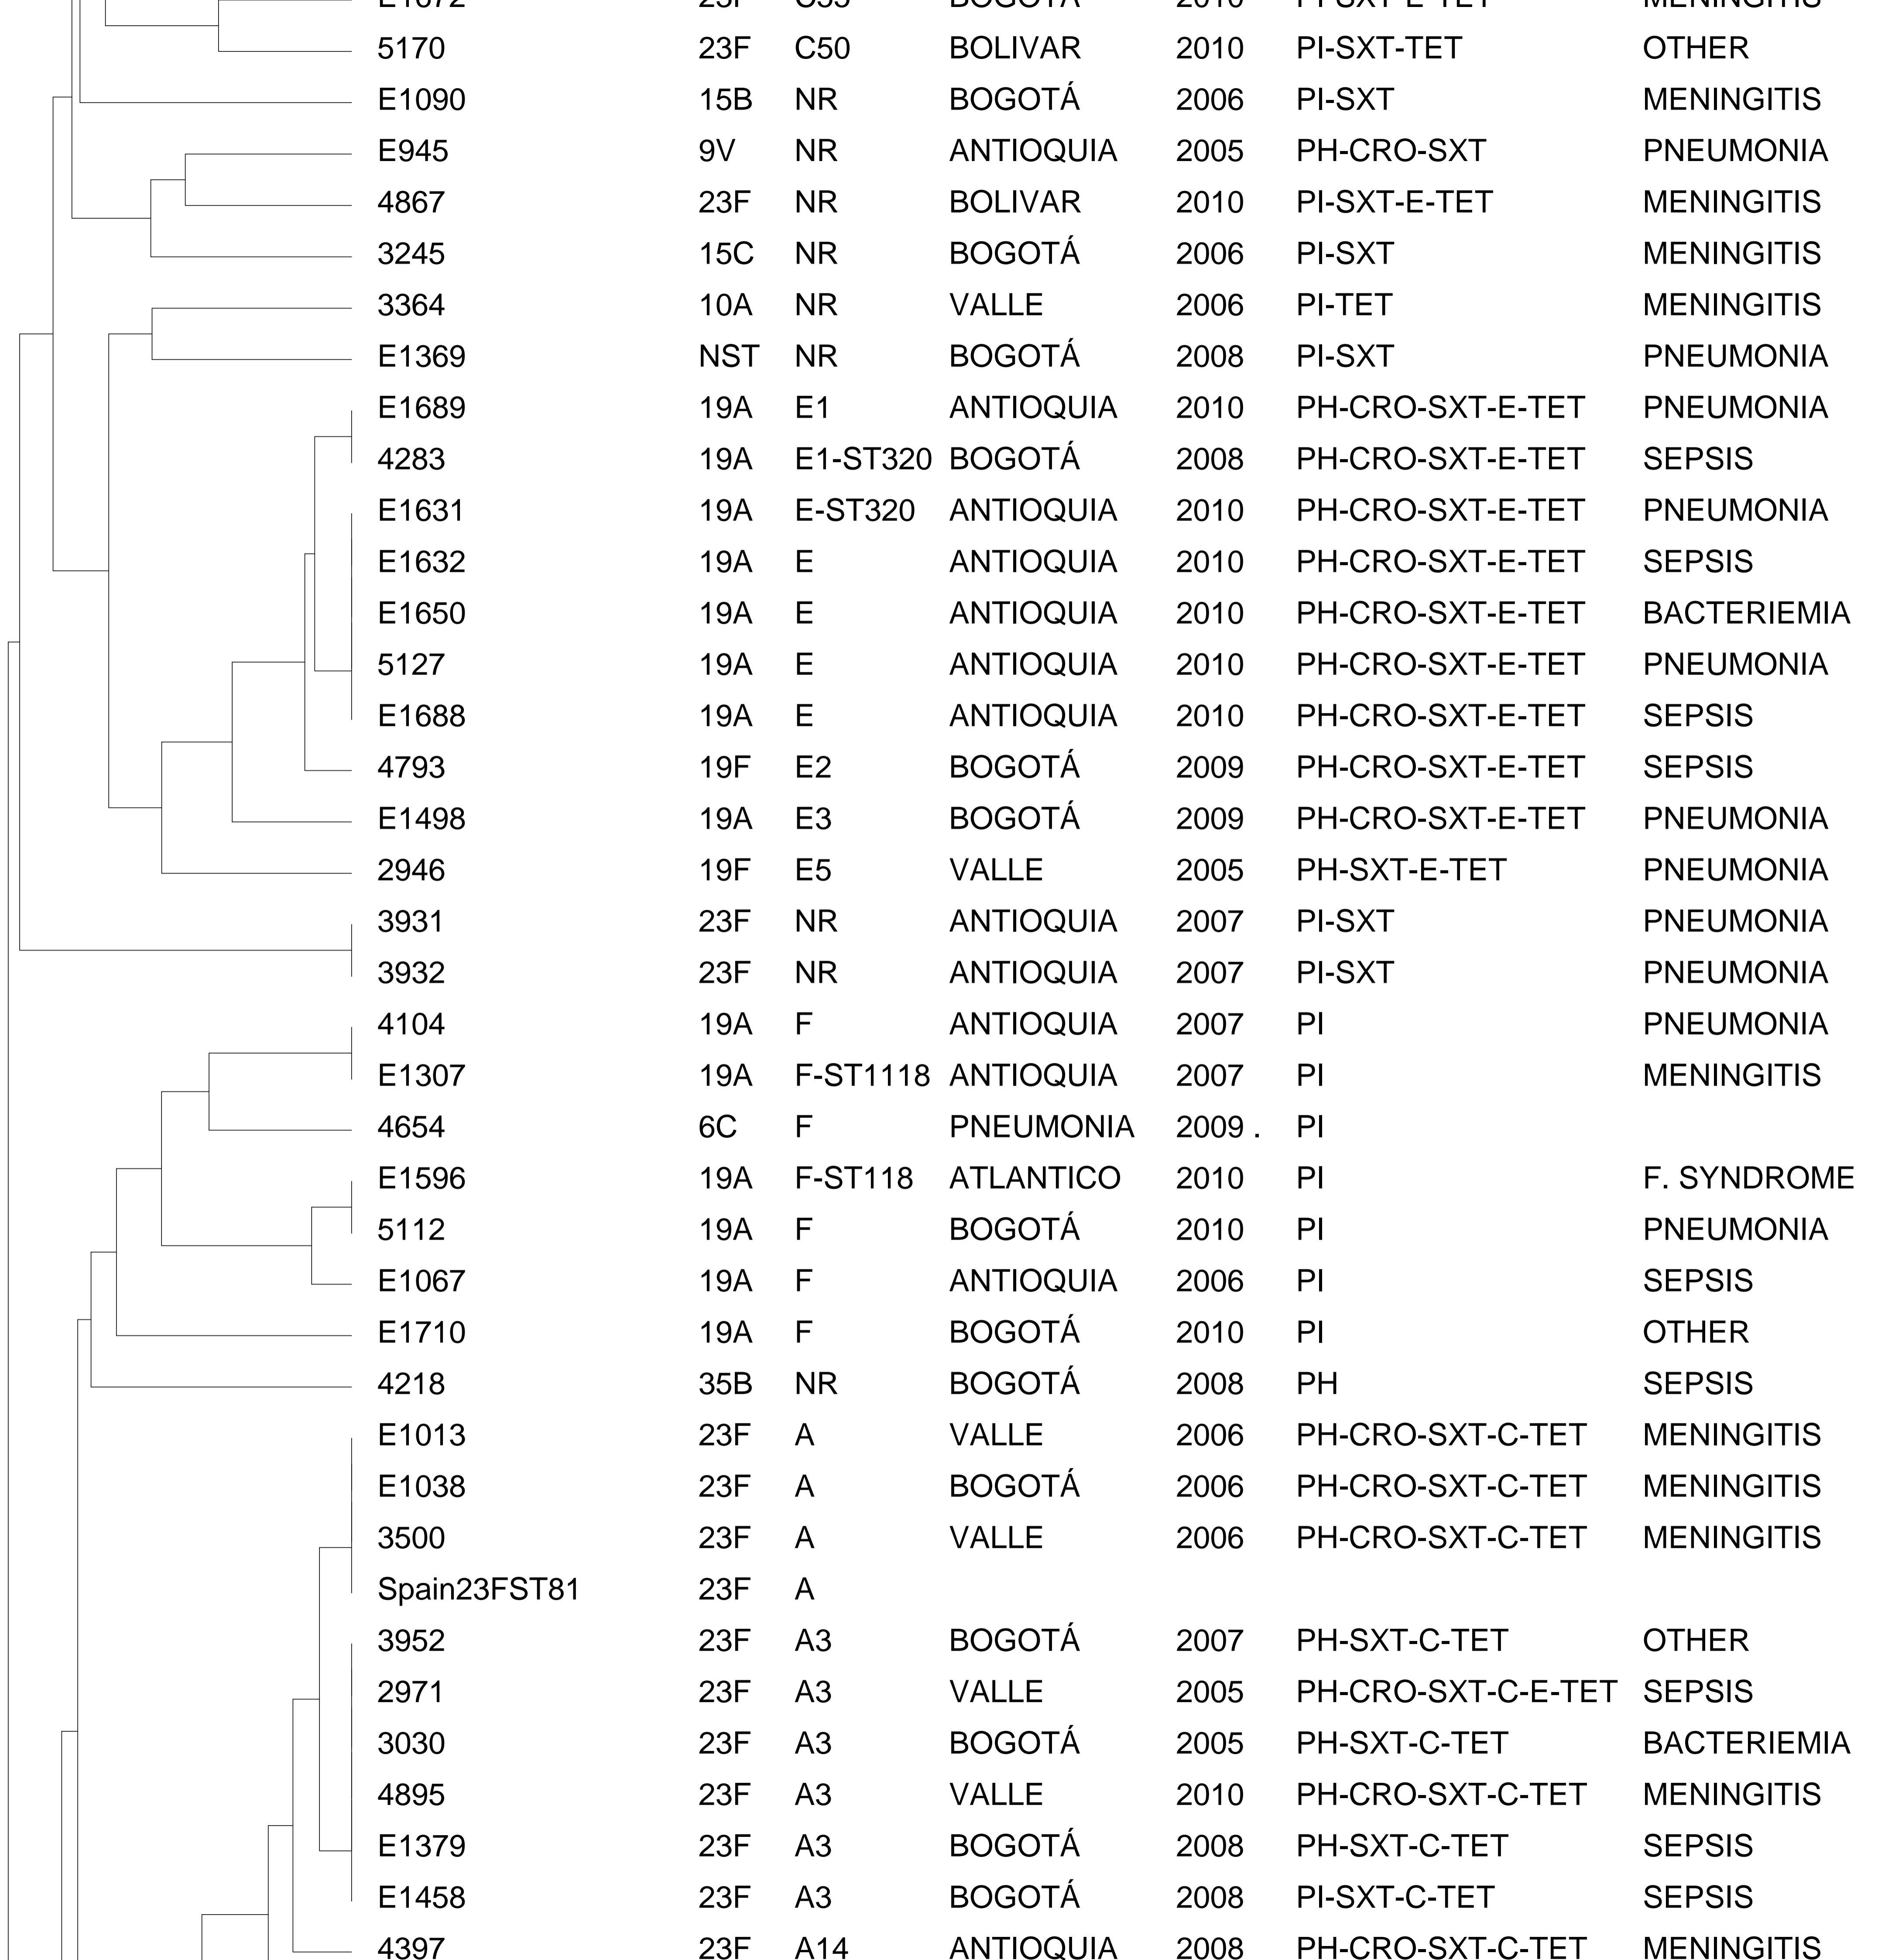 E1672 23F BOGOTÁ 2010 PI-SXT-E-TET MENINGITIS
5170 23F C50 BOLIVAR 2010 PI-SXT-TET OTHER
E1090 15B NR BOGOTÁ 2006 PI-SXT MENINGITIS
E945 9V NR ANTIOQUIA 2005 PH-CRO-SXT PNEUMONIA
4867 23F NR BOLIVAR 2010 PI-SXT-E-TET MENINGITIS
3245 15C NR BOGOTÁ 2006 PI-SXT MENINGITIS
3364 10A NR VALLE 2006 PI-TET MENINGITIS
E1369 NST NR BOGOTÁ 2008 PI-SXT PNEUMONIA
E1689 19A E1 ANTIOQUIA 2010 PH-CRO-SXT-E-TET PNEUMONIA
4283 19A E1-ST320 BOGOTÁ 2008 PH-CRO-SXT-E-TET SEPSIS
E1631 19A E-ST320 ANTIOQUIA 2010 PH-CRO-SXT-E-TET PNEUMONIA
E1632 19A E ANTIOQUIA 2010 PH-CRO-SXT-E-TET SEPSIS
E1650 19A E ANTIOQUIA 2010 PH-CRO-SXT-E-TET BACTERIEMIA
5127 19A E ANTIOQUIA 2010 PH-CRO-SXT-E-TET PNEUMONIA
E1688 19A E ANTIOQUIA 2010 PH-CRO-SXT-E-TET SEPSIS
4793 19F E2 BOGOTÁ 2009 PH-CRO-SXT-E-TET SEPSIS
E1498 19A E3 BOGOTÁ 2009 PH-CRO-SXT-E-TET PNEUMONIA
2946 19F E5 VALLE 2005 PH-SXT-E-TET PNEUMONIA
3931 23F NR ANTIOQUIA 2007 PI-SXT PNEUMONIA
3932 23F NR ANTIOQUIA 2007 PI-SXT PNEUMONIA
4104 19A F ANTIOQUIA 2007 PI PNEUMONIA
E1307 19A F-ST1118 ANTIOQUIA 2007 PI MENINGITIS
4654 6C F PNEUMONIA 2009 . PI
E1596 19A F-ST118 ATLANTICO 2010 PI F. SYNDROME
5112 19A F BOGOTÁ 2010 PI PNEUMONIA
E1067 19A F ANTIOQUIA 2006 PI SEPSIS
E1710 19A F BOGOTÁ 2010 PI OTHER
4218 35B NR BOGOTÁ 2008 PH SEPSIS
E1013 23F A VALLE 2006 PH-CRO-SXT-C-TET MENINGITIS
E1038 23F A BOGOTÁ 2006 PH-CRO-SXT-C-TET MENINGITIS
3500 23F A VALLE 2006 PH-CRO-SXT-C-TET MENINGITIS
Spain23FST81 23F A
3952 23F A3 BOGOTÁ 2007 PH-SXT-C-TET OTHER
2971 23F A3 VALLE 2005 PH-CRO-SXT-C-E-TET SEPSIS
3030 23F A3 BOGOTÁ 2005 PH-SXT-C-TET BACTERIEMIA
4895 23F A3 VALLE 2010 PH-CRO-SXT-C-TET MENINGITIS
E1379 23F A3 BOGOTÁ 2008 PH-SXT-C-TET SEPSIS
E1458 23F A3 BOGOTÁ 2008 PI-SXT-C-TET SEPSIS
4397 23F A14 ANTIOQUIA 2008 PH-CRO-SXT-C-TET MENINGITIS